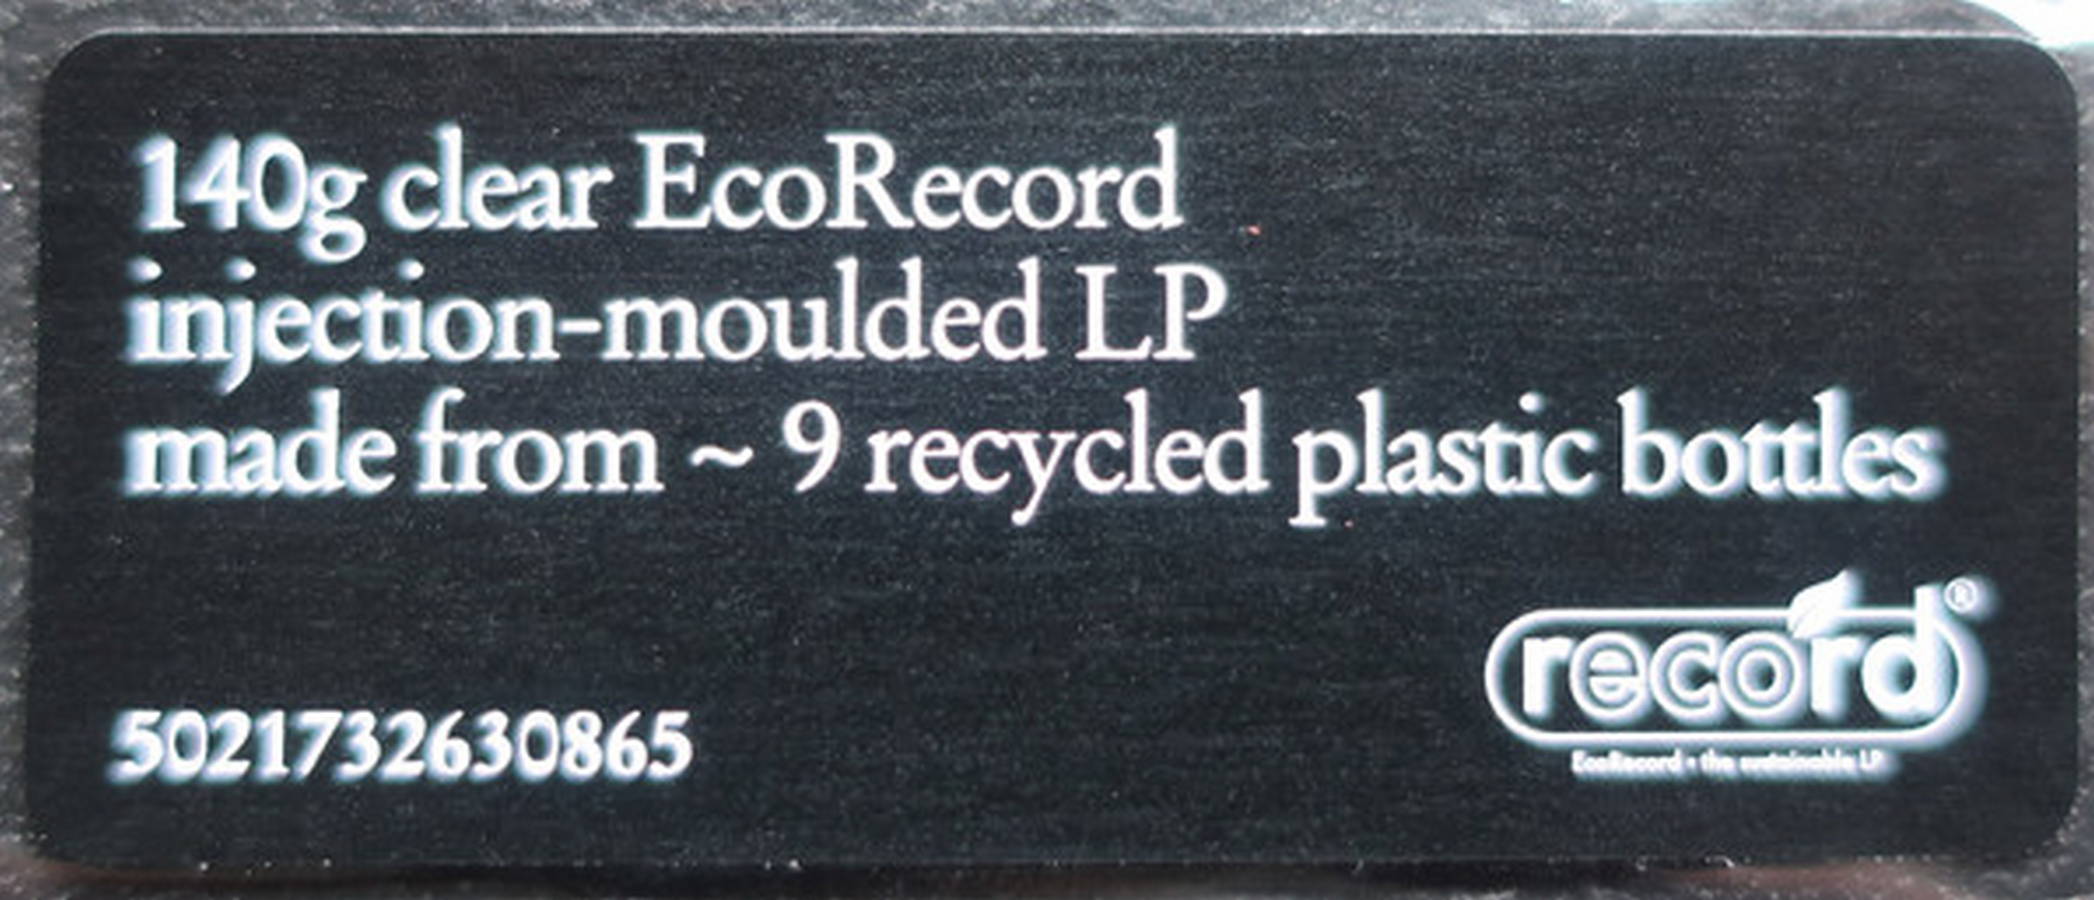 140g clear EcoRecord
injection-moulded LP
made from ~ 9 recycled plastic bottles
5021732630865
record®
EcoRecord • the sustainable LP